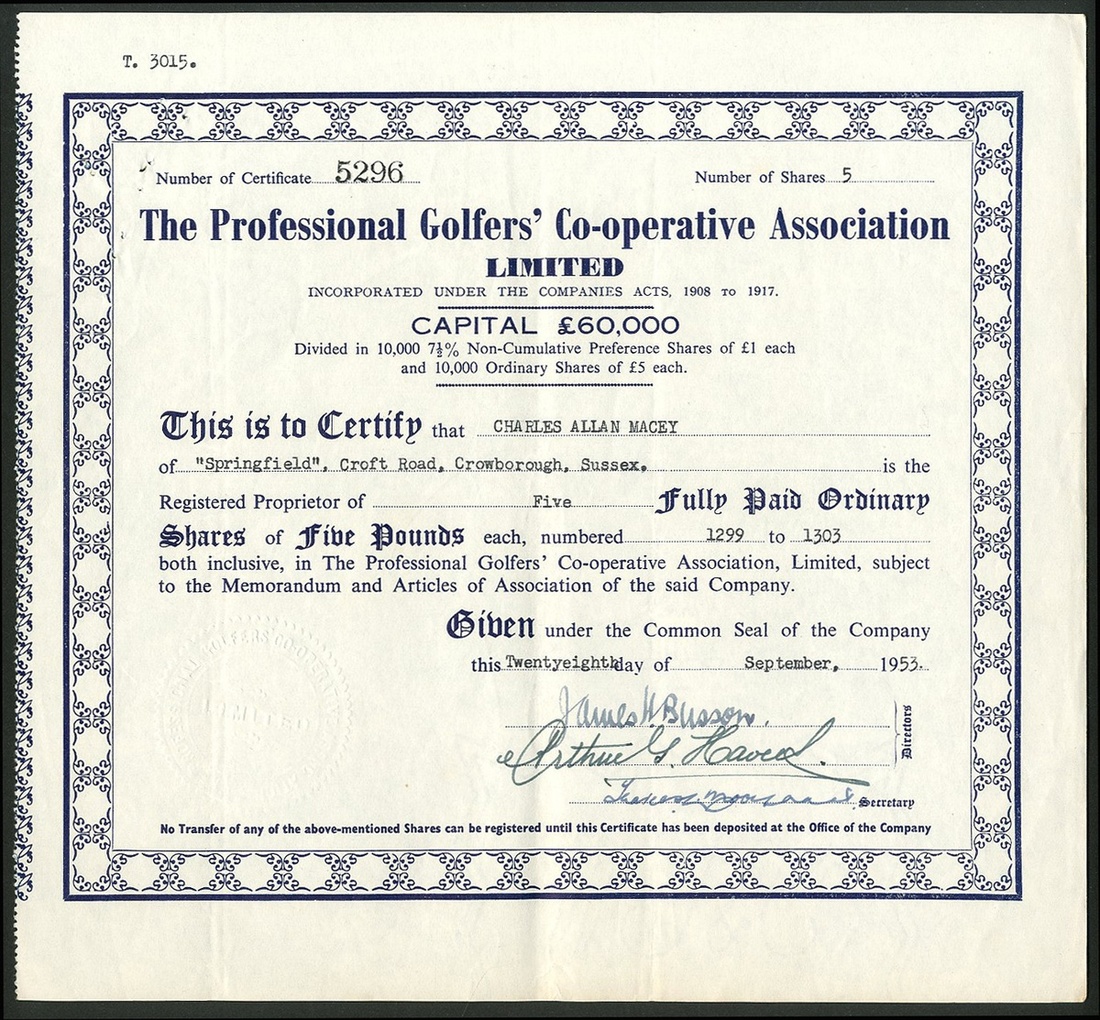 T. 3015.
Number of Certificate 5296 Number of Shares 5
The Professional Golfers' Co-operative Association
LIMITED
INCORPORATED UNDER THE COMPANIES ACTS, 1908 TO 1917.
CAPITAL £60,000
Divided in 10,000 7½% Non-Cumulative Preference Shares of £1 each
and 10,000 Ordinary Shares of £5 each.
This is to Certify that CHARLES ALLAN MACEY
of "Springfield", Croft Road, Crowborough, Sussex. is the
Registered Proprietor of Five Fully Paid Ordinary
Shares of Five Pounds each, numbered 1299 to 1303
both inclusive, in The Professional Golfers' Co-operative Association, Limited, subject
to the Memorandum and Articles of Association of the said Company.
Given under the Common Seal of the Company
this Twentyeighth day of September, 1953.
James H Busson.
Arthur G. Havers.
Directors
Secretary
LIMITED
No Transfer of any of the above-mentioned Shares can be registered until this Certificate has been deposited at the Office of the Company